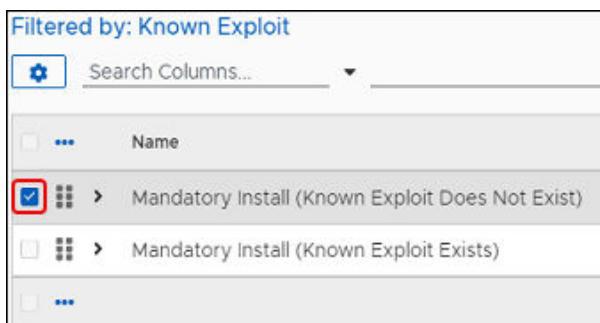 Filtered by: Known Exploit
Search Columns...
Name
Mandatory Install (Known Exploit Does Not Exist)
Mandatory Install (Known Exploit Exists)